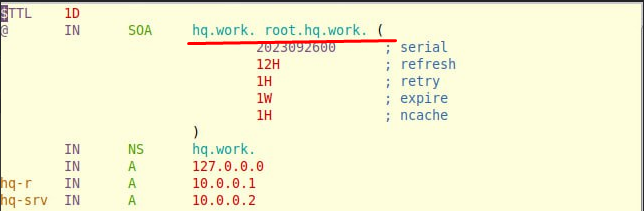 $TTL 1D
@ IN SOA hq.work. root.hq.work. (
2023092600 ; serial
12H ; refresh
1H ; retry
1W ; expire
1H ; ncache
)
IN NS hq.work.
IN A 127.0.0.0
hq-r IN A 10.0.0.1
hq-srv IN A 10.0.0.2